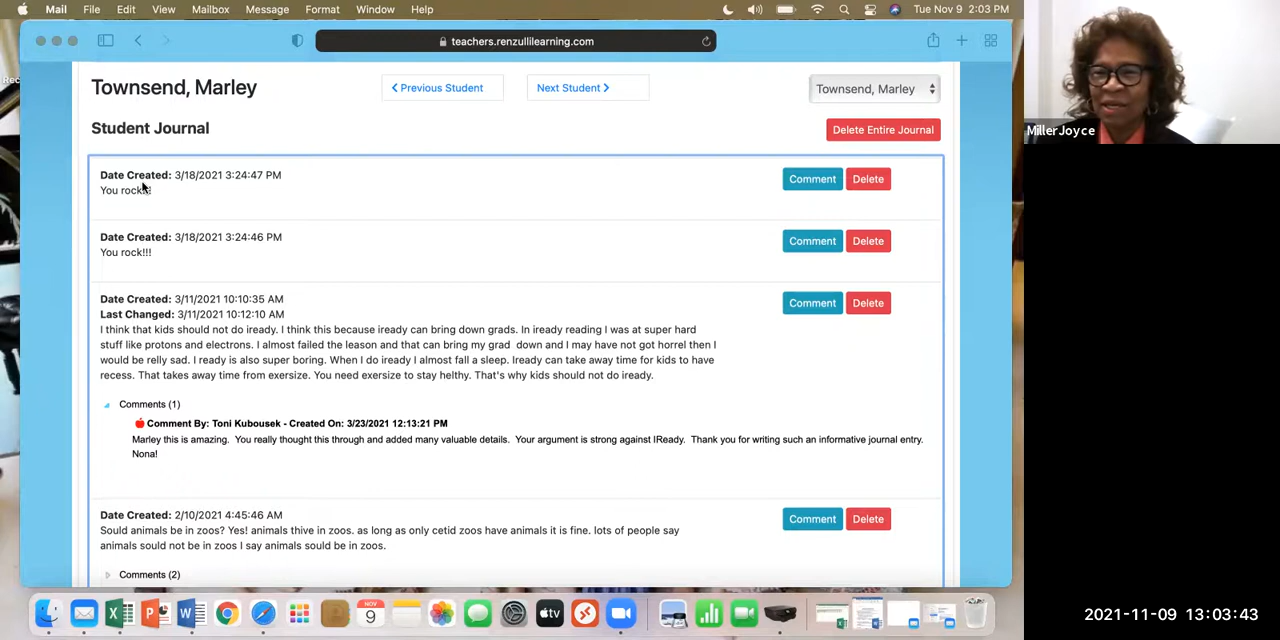 Mail File Edit View Mailbox Message Format Window Help Tue Nov 9 2:03 PM
teachers.renzullilearning.com
Rec
Townsend, Marley
Previous Student
Next Student
Townsend, Marley
Student Journal
Delete Entire Journal
Date Created: 3/18/2021 3:24:47 PM
You rock!!!
Comment Delete
Date Created: 3/18/2021 3:24:46 PM
You rock!!!
Comment Delete
Date Created: 3/11/2021 10:10:35 AM
Last Changed: 3/11/2021 10:12:10 AM
Comment Delete
I think that kids should not do iready. I think this because iready can bring down grads. In iready reading I was at super hard
stuff like protons and electrons. I almost failed the leason and that can bring my grad down and I may have not got horrel then I
would be relly sad. I ready is also super boring. When I do iready I almost fall a sleep. Iready can take away time for kids to have
recess. That takes away time from exersize. You need exersize to stay helthy. That's why kids should not do iready.
Comments (1)
Comment By: Toni Kubousek - Created On: 3/23/2021 12:13:21 PM
Marley this is amazing. You really thought this through and added many valuable details. Your argument is strong against IReady. Thank you for writing such an informative journal entry.
Nona!
Date Created: 2/10/2021 4:45:46 AM
Comment Delete
Sould animals be in zoos? Yes! animals thive in zoos. as long as only cetid zoos have animals it is fine. lots of people say
animals sould not be in zoos I say animals sould be in zoos.
Comments (2)
NOV
9
tv
MillerJoyce
2021-11-09 13:03:43